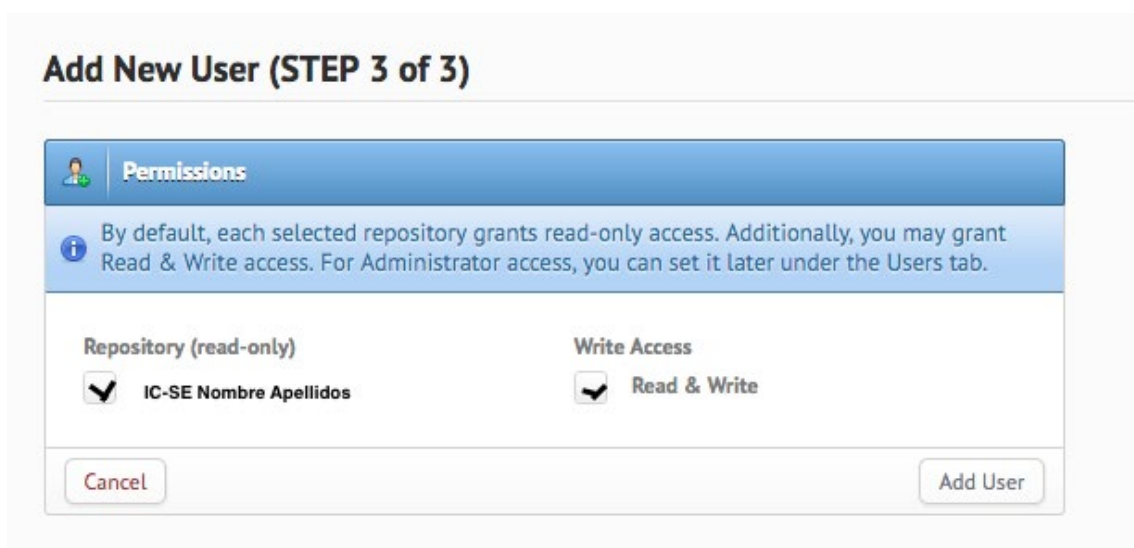 Add New User (STEP 3 of 3)
Permissions
By default, each selected repository grants read-only access. Additionally, you may grant
Read & Write access. For Administrator access, you can set it later under the Users tab.
Repository (read-only)
IC-SE Nombre Apellidos
Write Access
Read & Write
Cancel
Add User